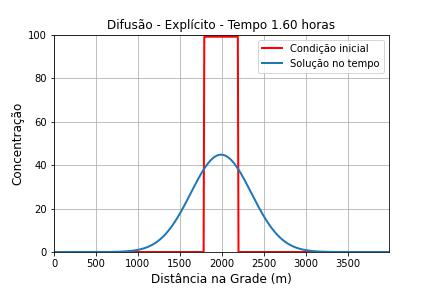 Difusão - Explícito - Tempo 1.60 horas
Condição inicial
Solução no tempo
Concentração
100
80
60
40
20
0
0 500 1000 1500 2000 2500 3000 3500
Distância na Grade (m)